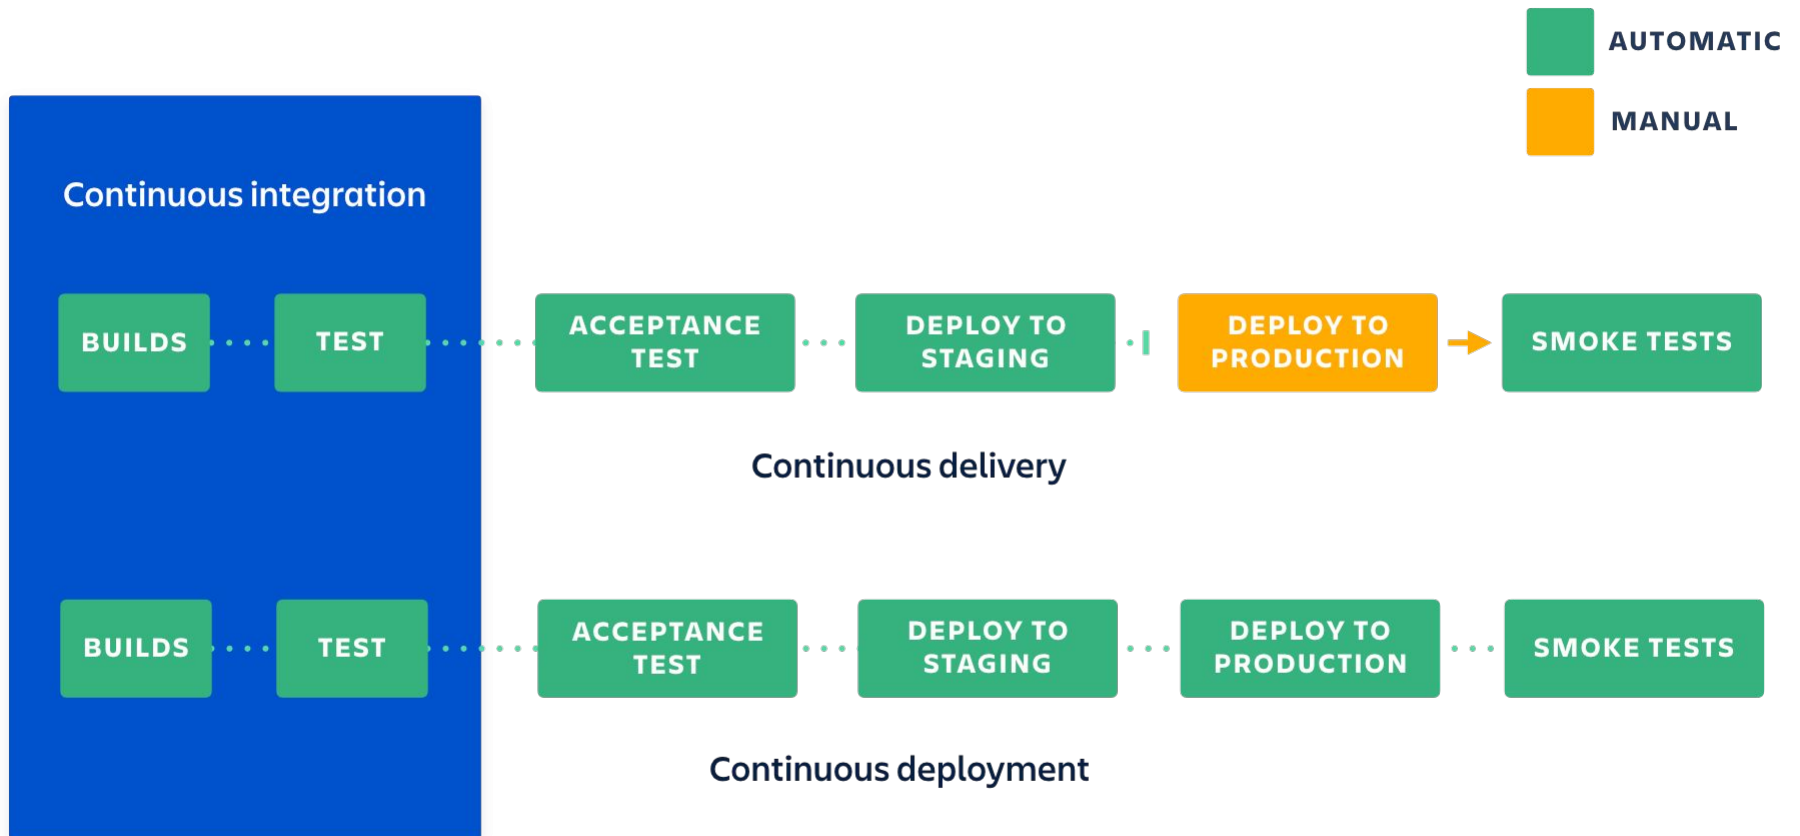 AUTOMATIC
MANUAL
Continuous integration
BUILDS
TEST
ACCEPTANCE
TEST
DEPLOY TO
STAGING
DEPLOY TO
PRODUCTION
SMOKE TESTS
Continuous delivery
BUILDS
TEST
ACCEPTANCE
TEST
DEPLOY TO
STAGING
DEPLOY TO
PRODUCTION
SMOKE TESTS
Continuous deployment